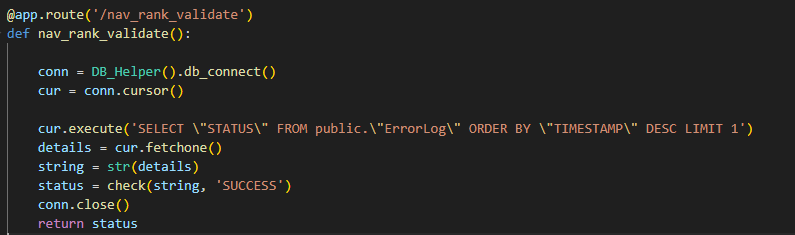 @app.route('/nav_rank_validate')
def nav_rank_validate():
conn = DB_Helper().db_connect()
cur = conn.cursor()
cur.execute('SELECT \"STATUS\" FROM public.\"ErrorLog\" ORDER BY \"TIMESTAMP\" DESC LIMIT 1')
details = cur.fetchone()
string = str(details)
status = check(string, 'SUCCESS')
conn.close()
return status